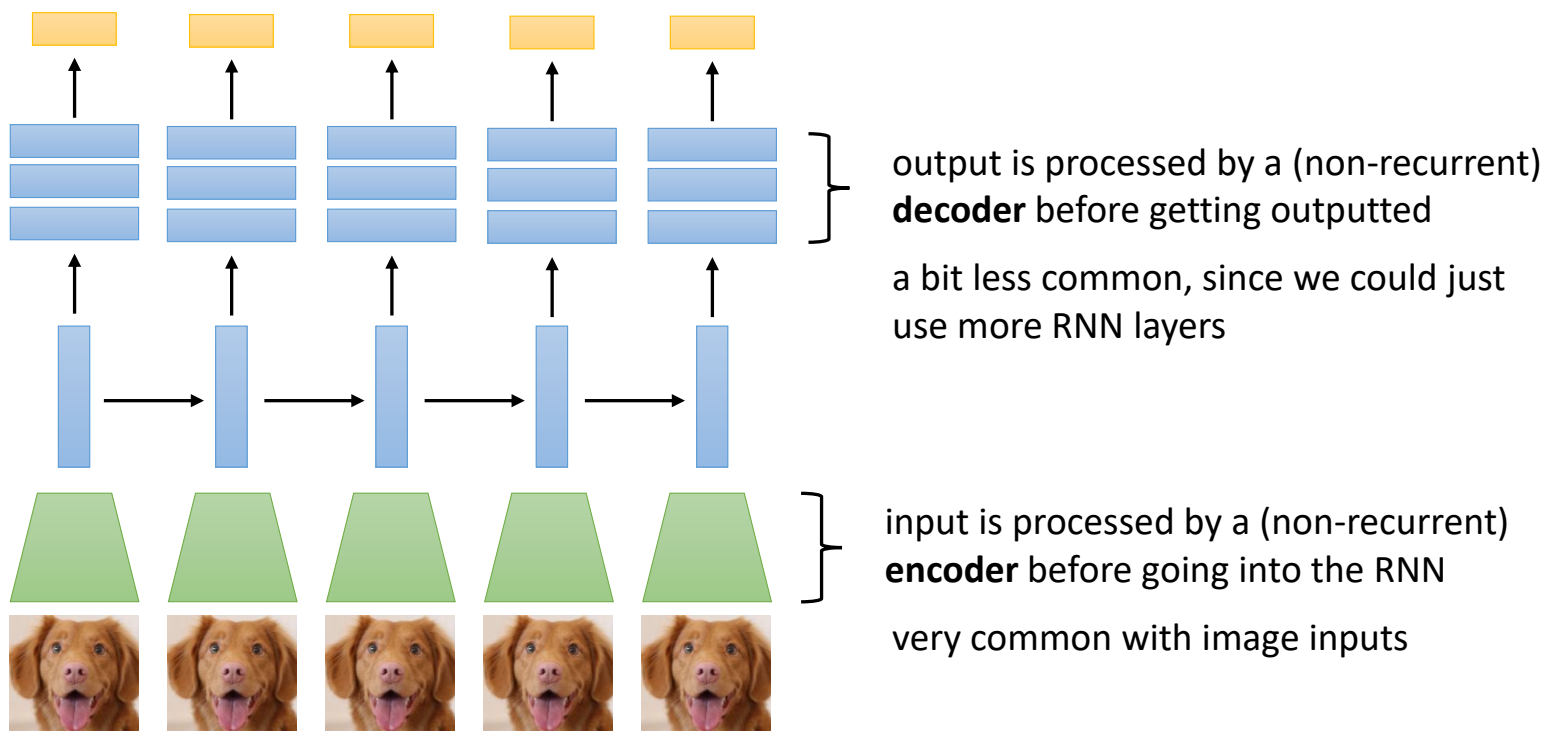 output is processed by a (non-recurrent)
decoder before getting outputted
a bit less common, since we could just
use more RNN layers
input is processed by a (non-recurrent)
encoder before going into the RNN
very common with image inputs